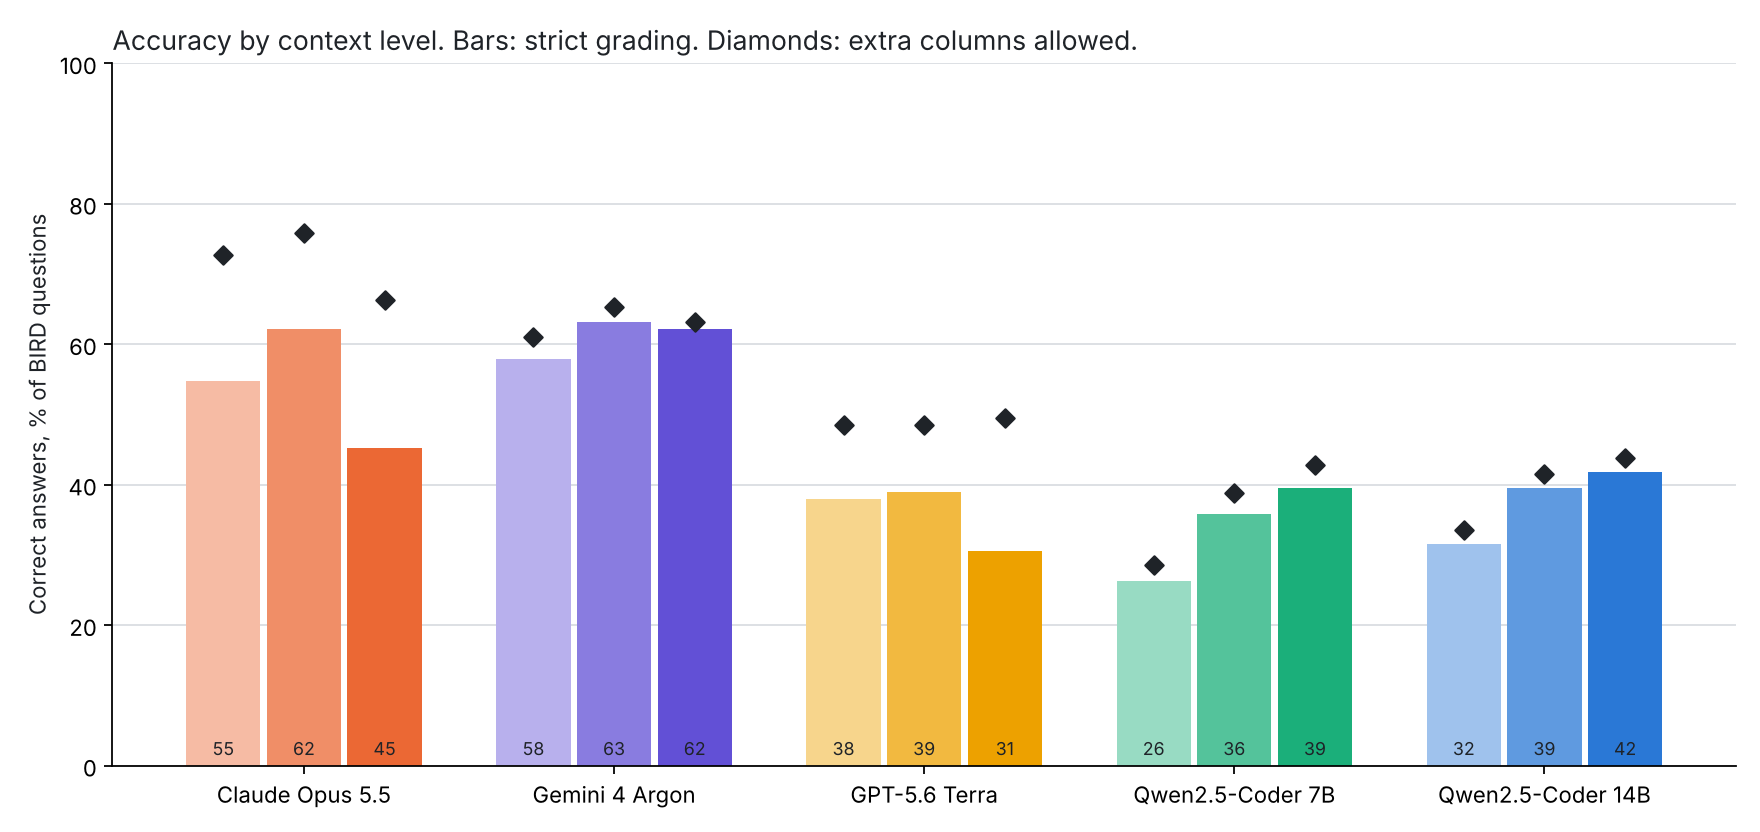 Accuracy by context level. Bars: strict grading. Diamonds: extra columns allowed.
Correct answers, % of BIRD questions
100
80
60
40
20
0
55 62 45 58 63 62 38 39 31 26 36 39 32 39 42
Claude Opus 5.5 Gemini 4 Argon GPT-5.6 Terra Qwen2.5-Coder 7B Qwen2.5-Coder 14B